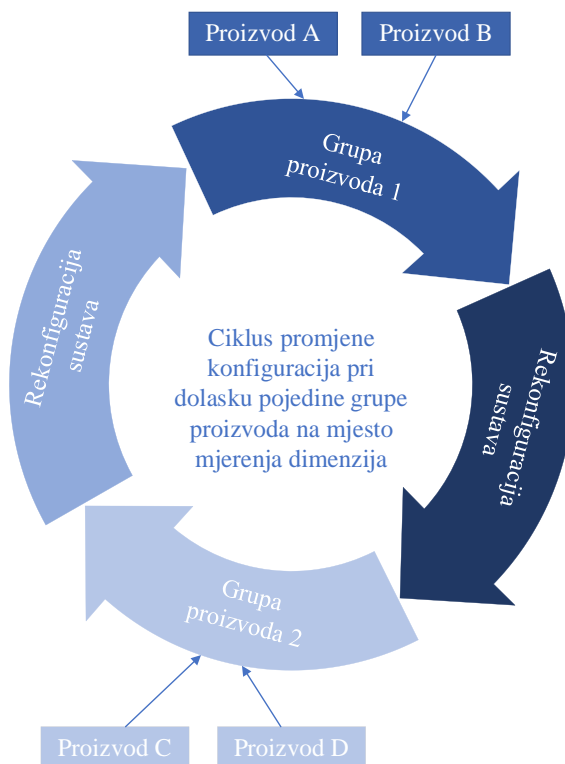 Proizvod A
Proizvod B
Grupa
proizvoda 1
Rekonfiguracija
sustava
Rekonfiguracija
sustava
Ciklus promjene
konfiguracija pri
dolasku pojedine grupe
proizvoda na mjesto
mjerenja dimenzija
Grupa
proizvoda 2
Proizvod C
Proizvod D